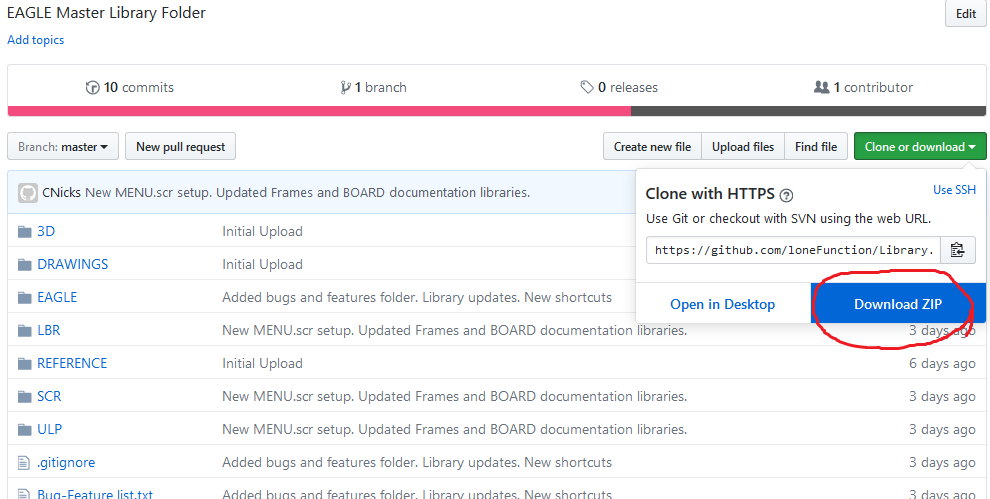 EAGLE Master Library Folder Edit
Add topics
10 commits 1 branch 0 releases 1 contributor
Branch: master New pull request Create new file Upload files Find file Clone or download
CNicks New MENU.scr setup. Updated Frames and BOARD documentation libraries.
Clone with HTTPS ? Use SSH
Use Git or checkout with SVN using the web URL.
https://github.com/loneFunction/Library.
Open in Desktop Download ZIP
3D Initial Upload
DRAWINGS Initial Upload
EAGLE Added bugs and features folder. Library updates. New shortcuts
LBR New MENU.scr setup. Updated Frames and BOARD documentation libraries. 3 days ago
REFERENCE Initial Upload 6 days ago
SCR New MENU.scr setup. Updated Frames and BOARD documentation libraries. 3 days ago
ULP New MENU.scr setup. Updated Frames and BOARD documentation libraries. 3 days ago
.gitignore Added bugs and features folder. Library updates. New shortcuts 3 days ago
Bug-Feature list.txt Added bugs and features folder. Library updates. New shortcuts 3 days ago